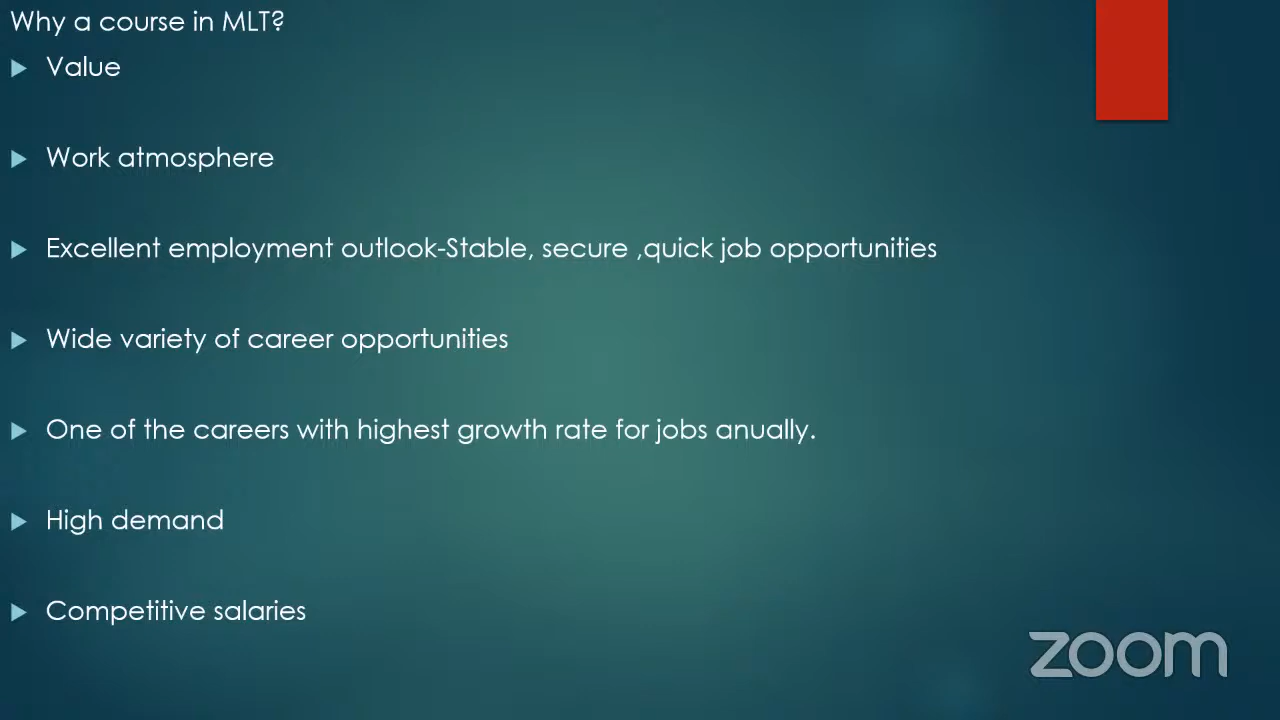 Why a course in MLT?
Value
Work atmosphere
Excellent employment outlook-Stable, secure ,quick job opportunities
Wide variety of career opportunities
One of the careers with highest growth rate for jobs anually.
High demand
Competitive salaries
zoom